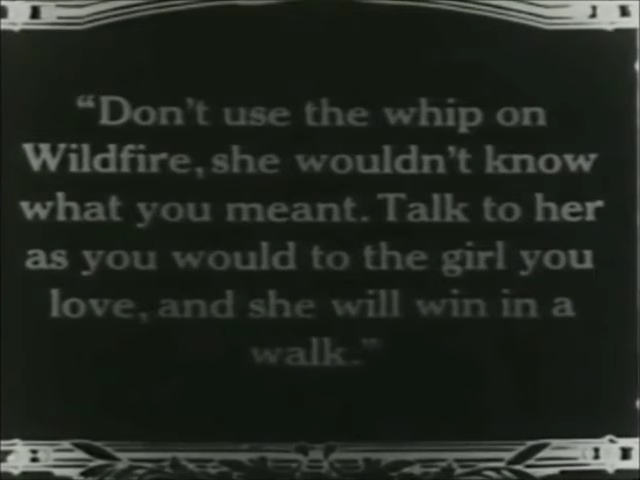 “Don't use the whip on
Wildfire, she wouldn't know
what you meant. Talk to her
as you would to the girl you
love, and she will win in a
walk.”